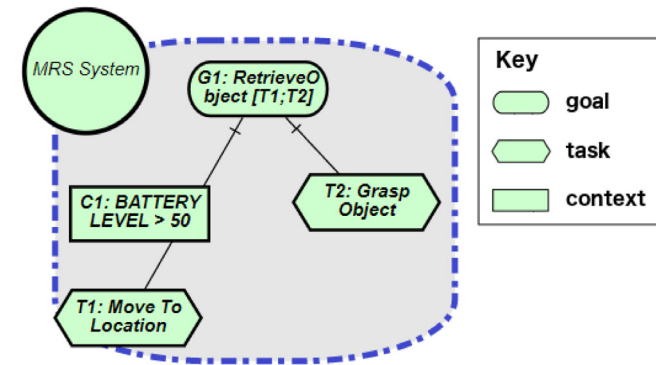 MRS System
G1: RetrieveO
bject [T1;T2]
C1: BATTERY
LEVEL > 50
T2: Grasp
Object
T1: Move To
Location
Key
goal
task
context